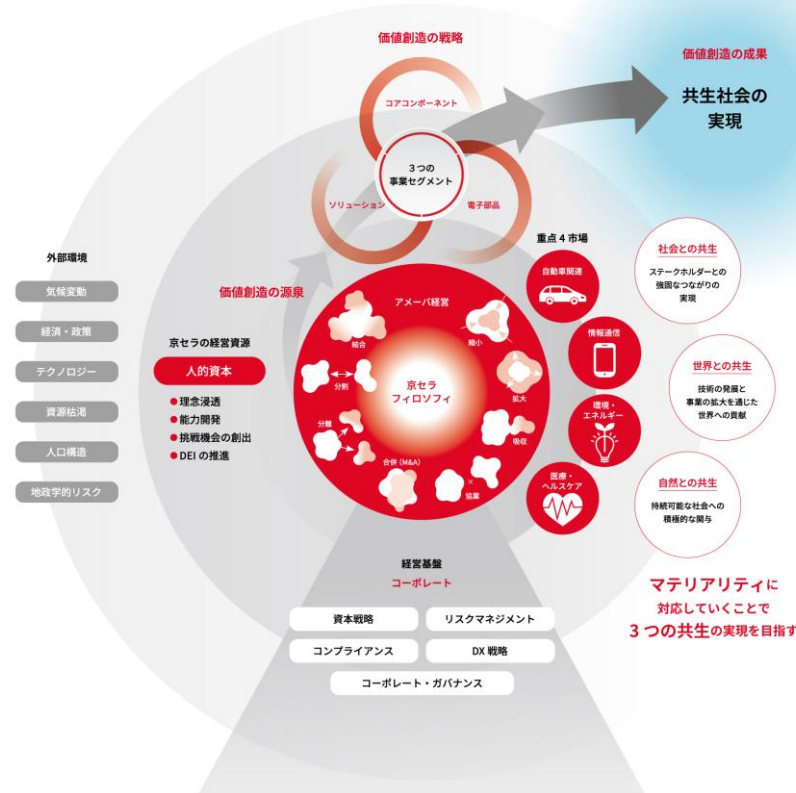 価値創造の戦略
コアコンポーネント
3つの
事業セグメント
ソリューション
電子部品
価値創造の成果
共生社会の
実現
外部環境
気候変動
経済・政策
テクノロジー
資源枯渇
人口構造
地政学的リスク
価値創造の源泉
京セラの経営資源
人的資本
●理念浸透
●能力開発
●挑戦機会の創出
●DEIの推進
アメーバ経営
結合
縮小
分割
拡大
分離
吸収
合併(M&A)
×
協業
京セラ
フィロソフィ
重点4市場
自動車関連
情報通信
環境・
エネルギー
医療・
ヘルスケア
社会との共生
ステークホルダーとの
強固なつながりの
実現
世界との共生
技術の発展と
事業の拡大を通じた
世界への貢献
自然との共生
持続可能な社会への
積極的な関与
マテリアリティに
対応していくことで
3つの共生の実現を目指す
経営基盤
コーポレート
資本戦略
リスクマネジメント
コンプライアンス
DX戦略
コーポレート・ガバナンス